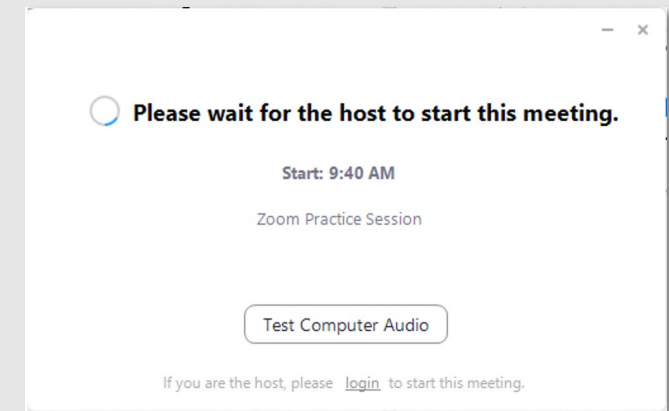 Please wait for the host to start this meeting.
Start: 9:40 AM
Zoom Practice Session
Test Computer Audio
If you are the host, please login to start this meeting.